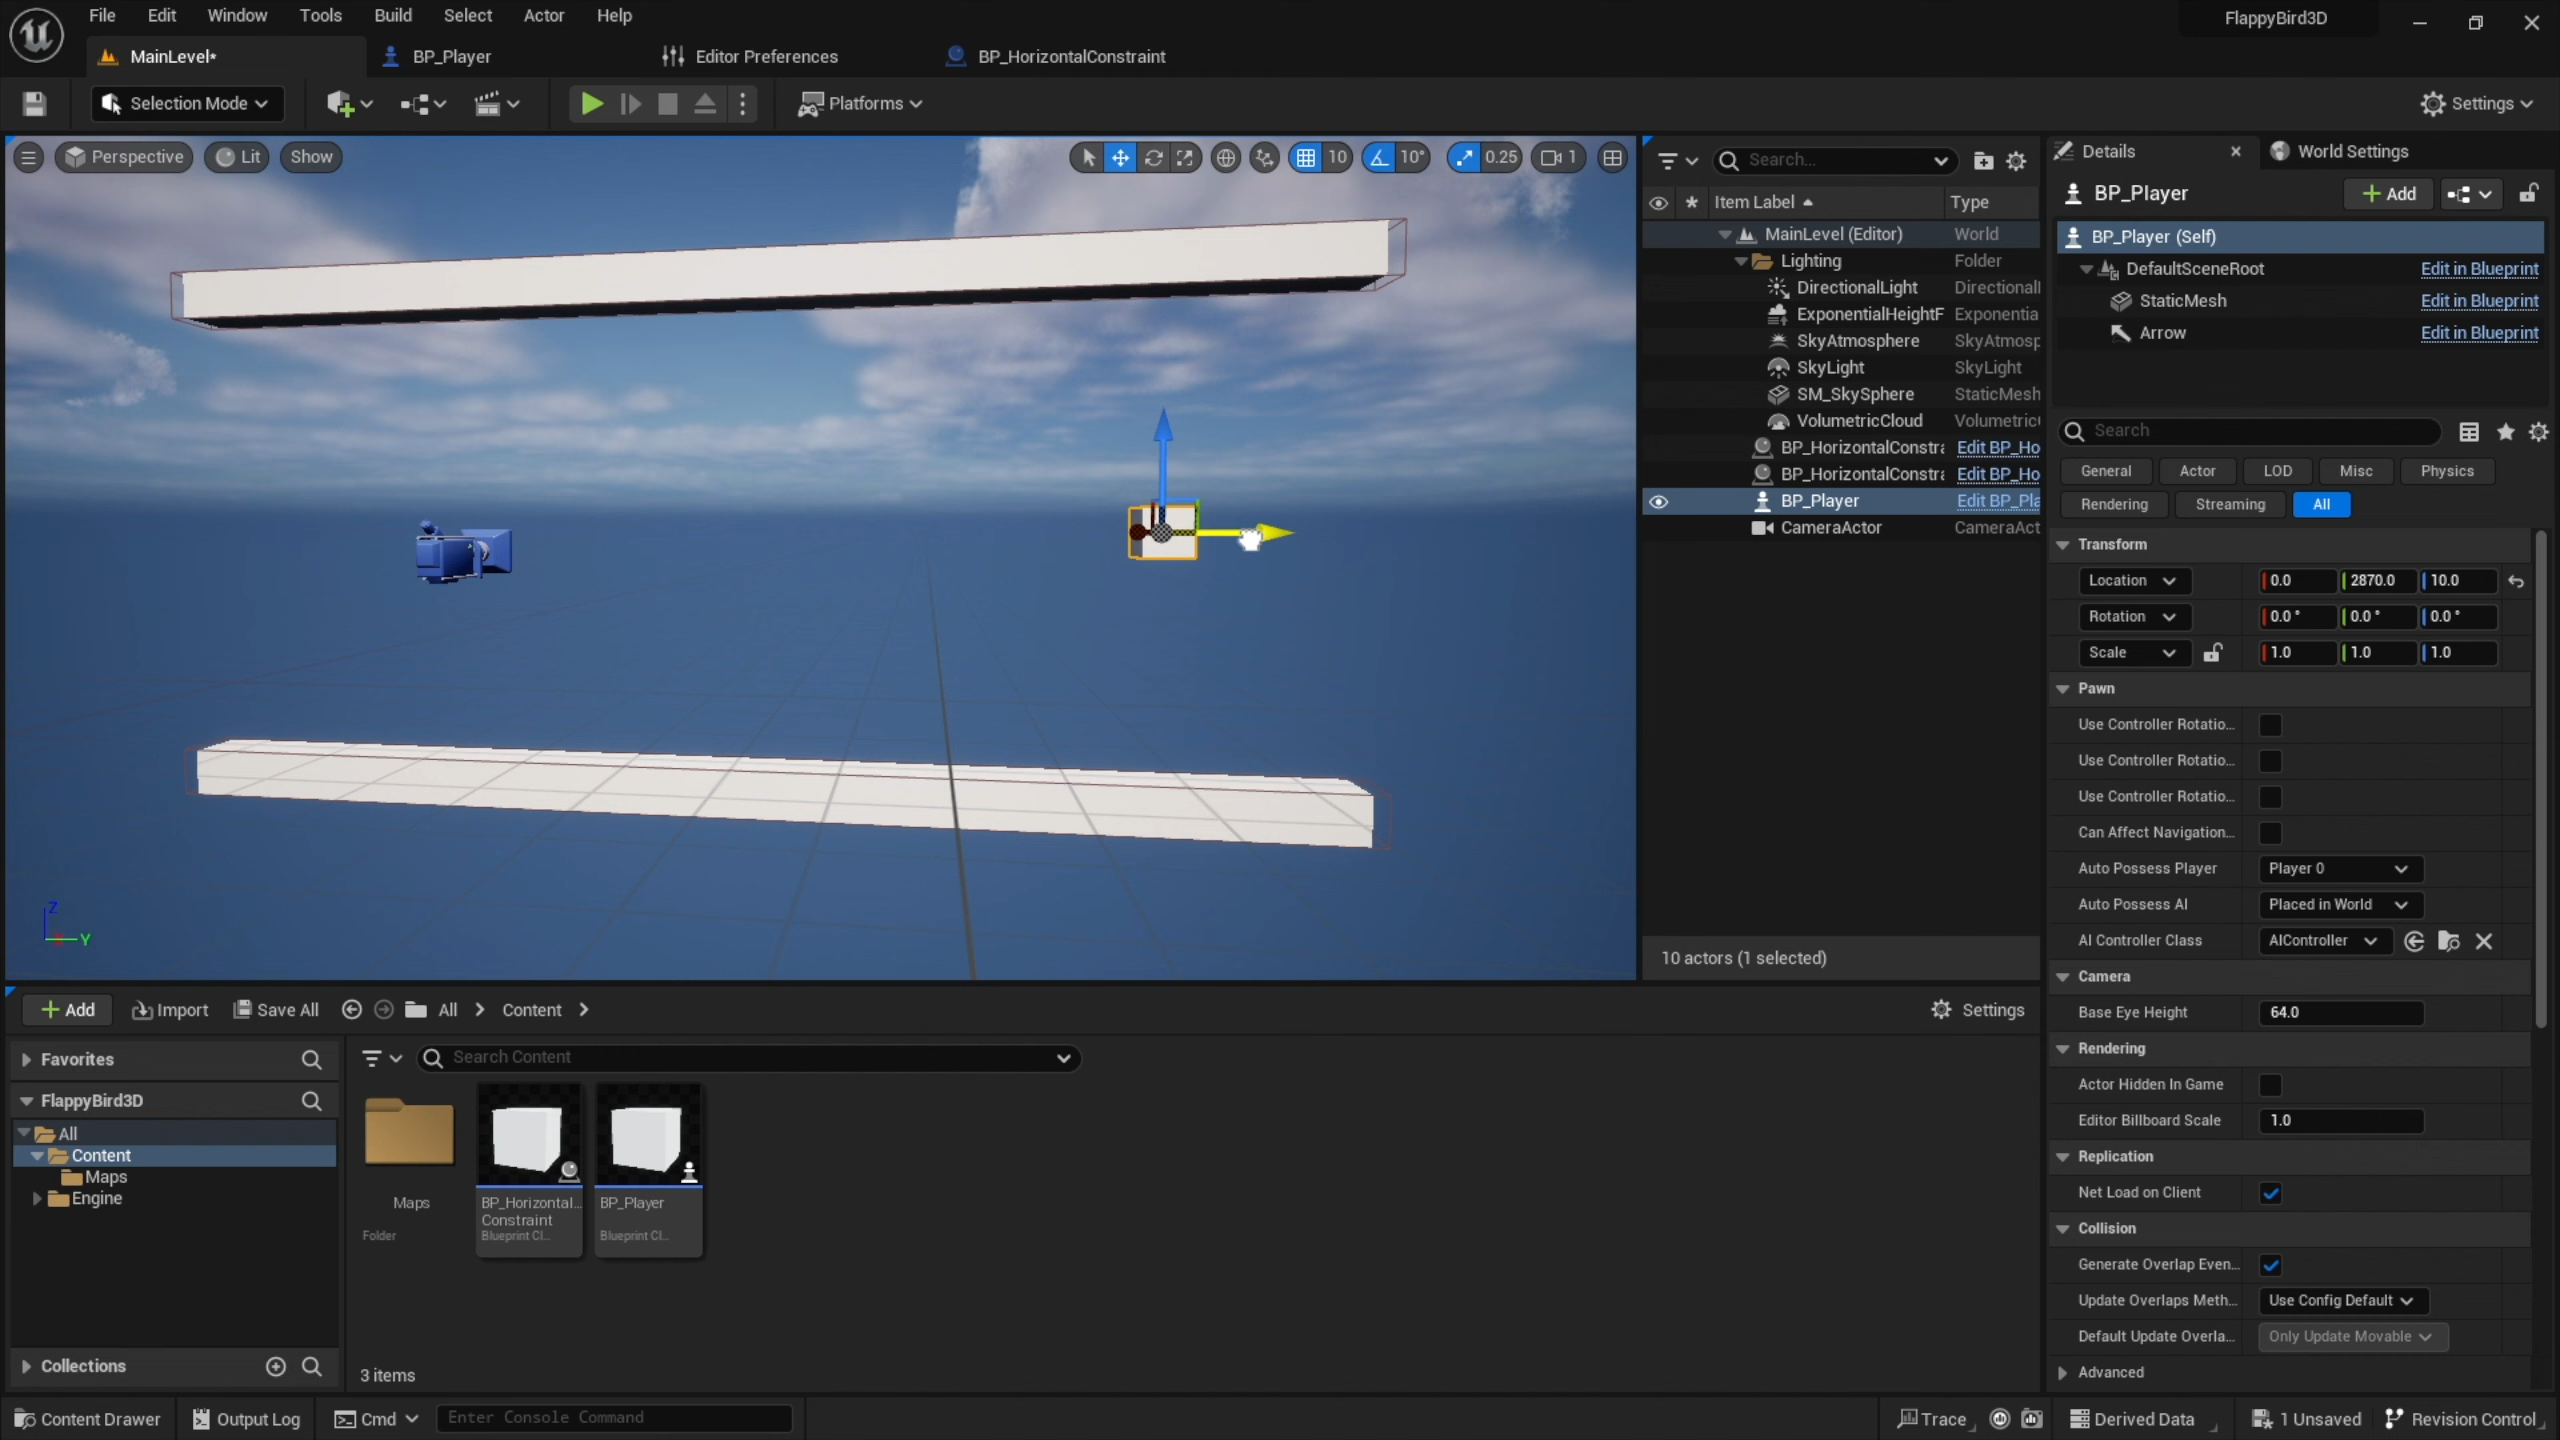 File Edit Window Tools Build Select Actor Help
FlappyBird3D
MainLevel*
BP_Player
Editor Preferences
BP_HorizontalConstraint
Selection Mode
Platforms
Settings
Perspective
Lit
Show
10
10°
0.25
1
Z
X
Y
Search...
Item Label
Type
MainLevel (Editor) World
Lighting Folder
DirectionalLight Directional
ExponentialHeightF Exponentia
SkyAtmosphere SkyAtmosp
SkyLight SkyLight
SM_SkySphere StaticMesh
VolumetricCloud Volumetric
BP_HorizontalConstra Edit BP_Ho
BP_HorizontalConstra Edit BP_Ho
BP_Player Edit BP_Pla
CameraActor CameraAct
10 actors (1 selected)
Details
World Settings
BP_Player
Add
BP_Player (Self)
DefaultSceneRoot Edit in Blueprint
StaticMesh Edit in Blueprint
Arrow Edit in Blueprint
Search
General Actor LOD Misc Physics
Rendering Streaming All
Transform
Location 0.0 2870.0 10.0
Rotation 0.0 ° 0.0 ° 0.0 °
Scale 1.0 1.0 1.0
Pawn
Use Controller Rotatio...
Use Controller Rotatio...
Use Controller Rotatio...
Can Affect Navigation...
Auto Possess Player Player 0
Auto Possess AI Placed in World
AI Controller Class AIController
Camera
Base Eye Height 64.0
Rendering
Actor Hidden In Game
Editor Billboard Scale 1.0
Replication
Net Load on Client
Collision
Generate Overlap Even...
Update Overlaps Meth... Use Config Default
Default Update Overla... Only Update Movable
Advanced
Add
Import
Save All
All
Content
Settings
Favorites
FlappyBird3D
All
Content
Maps
Engine
Collections
Search Content
Maps
Folder
BP_Horizontal...
Constraint
Blueprint Cl...
BP_Player
Blueprint Cl...
3 items
Content Drawer
Output Log
Cmd
Enter Console Command
Trace
Derived Data
1 Unsaved
Revision Control